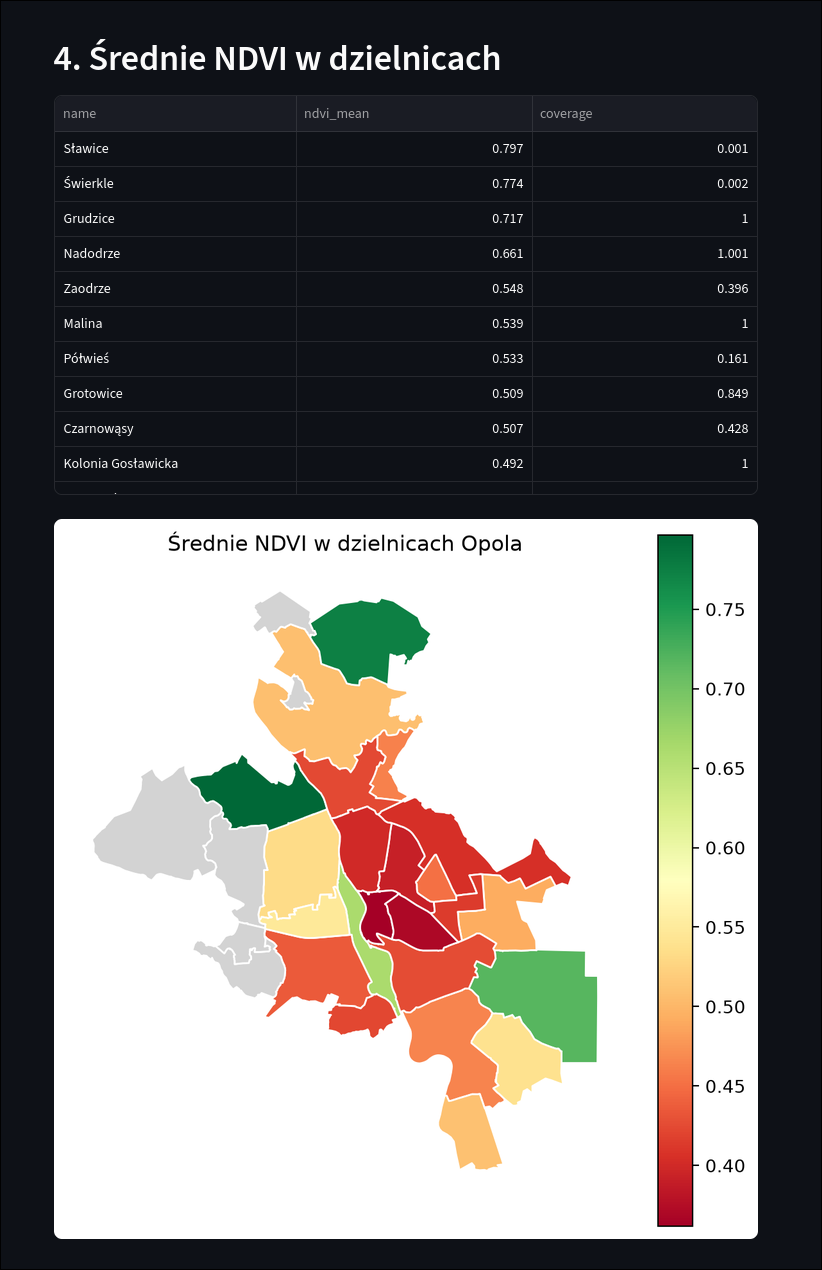 4. Średnie NDVI w dzielnicach
name ndvi_mean coverage
Sławice 0.797 0.001
Świerkle 0.774 0.002
Grudzice 0.717 1
Nadodrze 0.661 1.001
Zaodrze 0.548 0.396
Malina 0.539 1
Półwieś 0.533 0.161
Grotowice 0.509 0.849
Czarnowąsy 0.507 0.428
Kolonia Gosławicka 0.492 1
Średnie NDVI w dzielnicach Opola
0.75
0.70
0.65
0.60
0.55
0.50
0.45
0.40